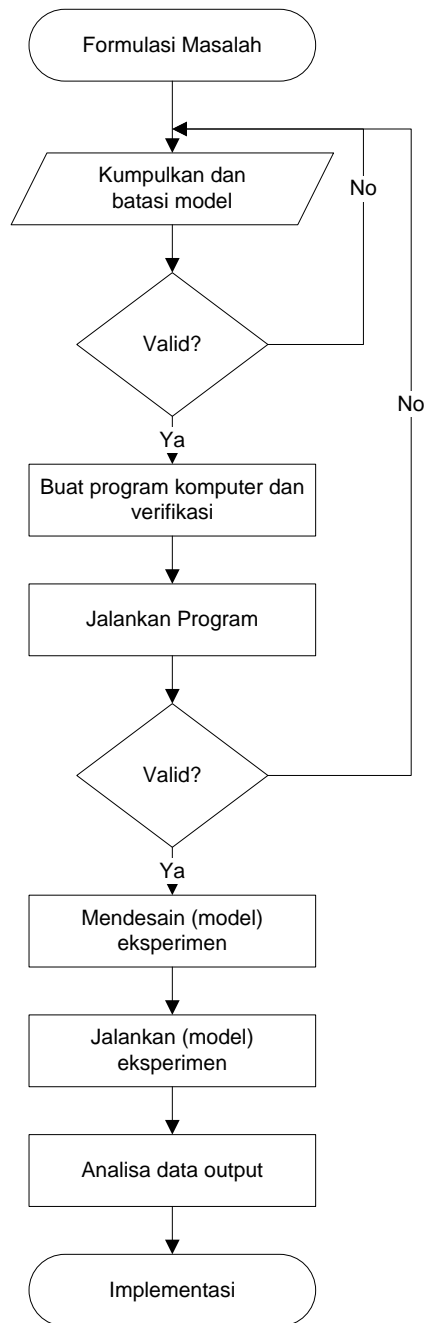 Formulasi Masalah
Kumpulkan dan
batasi model
No
Valid?
No
Ya
Buat program komputer dan
verifikasi
Jalankan Program
Valid?
Ya
Mendesain (model)
eksperimen
Jalankan (model)
eksperimen
Analisa data output
Implementasi